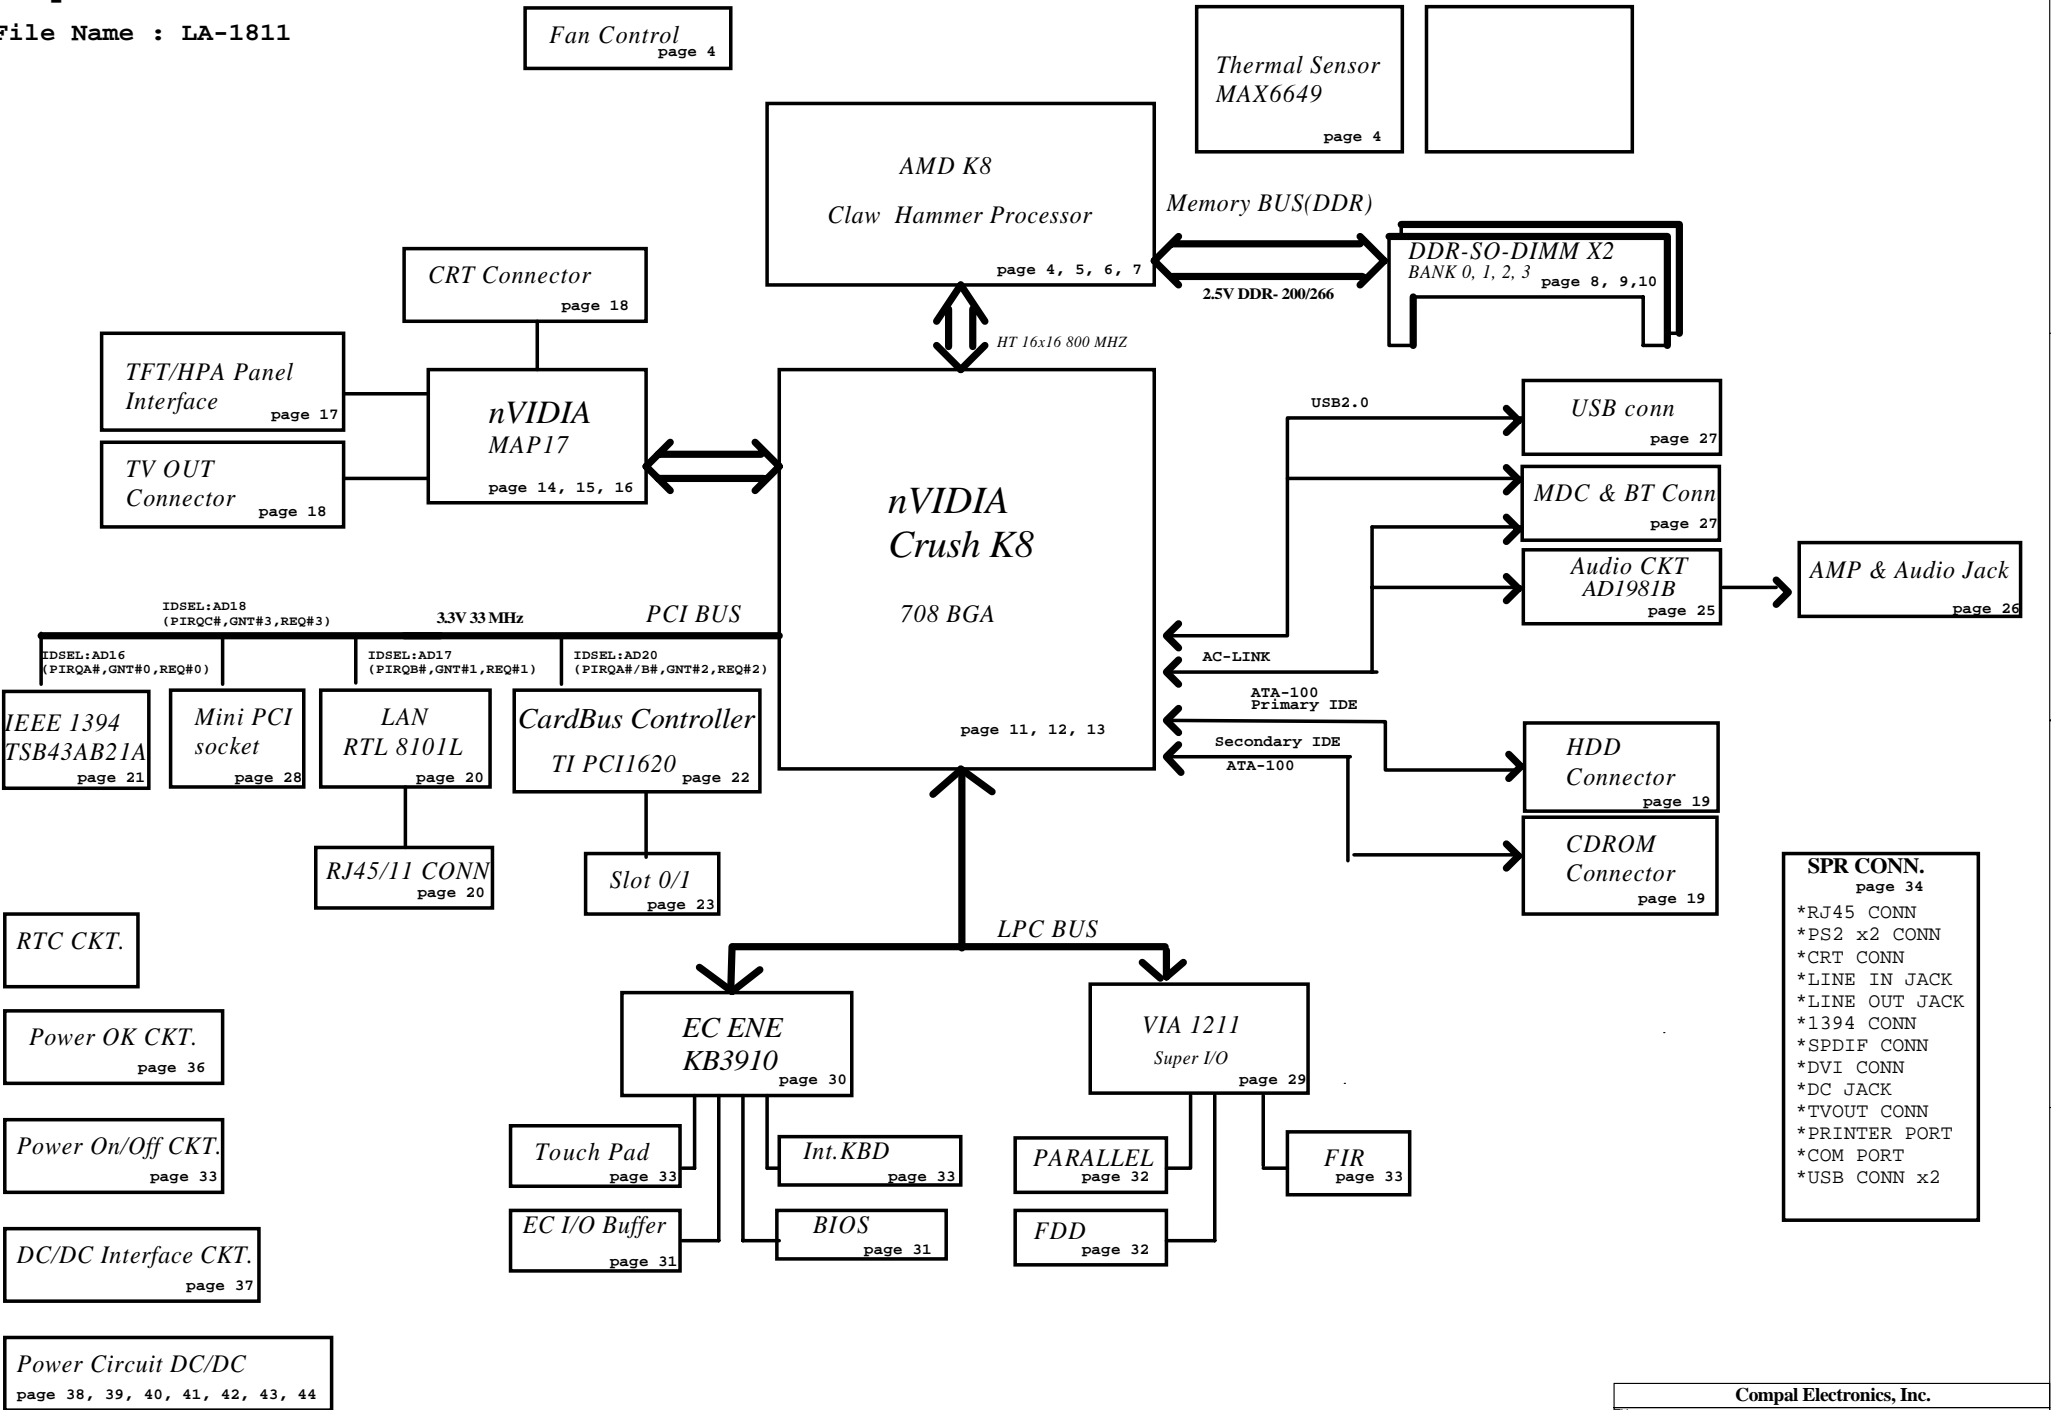 File Name : LA-1811
Fan Control
page 4
Thermal Sensor
MAX6649
page 4
AMD K8
Claw Hammer Processor
page 4, 5, 6, 7
Memory BUS(DDR)
2.5V DDR- 200/266
DDR-SO-DIMM X2
BANK 0, 1, 2, 3
page 8, 9,10
HT 16x16 800 MHZ
CRT Connector
page 18
TFT/HPA Panel
Interface
page 17
TV OUT
Connector
page 18
nVIDIA
MAP17
page 14, 15, 16
nVIDIA
Crush K8
708 BGA
page 11, 12, 13
USB2.0
USB conn
page 27
MDC & BT Conn
page 27
Audio CKT
AD1981B
page 25
AMP & Audio Jack
page 26
AC-LINK
ATA-100
Primary IDE
Secondary IDE
ATA-100
HDD
Connector
page 19
CDROM
Connector
page 19
IDSEL:AD18
(PIRQC#,GNT#3,REQ#3)
3.3V 33 MHz
PCI BUS
IDSEL:AD16
(PIRQA#,GNT#0,REQ#0)
IDSEL:AD17
(PIRQB#,GNT#1,REQ#1)
IDSEL:AD20
(PIRQA#/B#,GNT#2,REQ#2)
IEEE 1394
TSB43AB21A
page 21
Mini PCI
socket
page 28
LAN
RTL 8101L
page 20
CardBus Controller
TI PCI1620
page 22
RJ45/11 CONN
page 20
Slot 0/1
page 23
LPC BUS
EC ENE
KB3910
page 30
VIA 1211
Super I/O
page 29
Touch Pad
page 33
Int.KBD
page 33
EC I/O Buffer
page 31
BIOS
page 31
PARALLEL
page 32
FIR
page 33
FDD
page 32
RTC CKT.
Power OK CKT.
page 36
Power On/Off CKT.
page 33
DC/DC Interface CKT.
page 37
Power Circuit DC/DC
page 38, 39, 40, 41, 42, 43, 44
SPR CONN.
page 34
*RJ45 CONN
*PS2 x2 CONN
*CRT CONN
*LINE IN JACK
*LINE OUT JACK
*1394 CONN
*SPDIF CONN
*DVI CONN
*DC JACK
*TVOUT CONN
*PRINTER PORT
*COM PORT
*USB CONN x2
Compal Electronics, Inc.